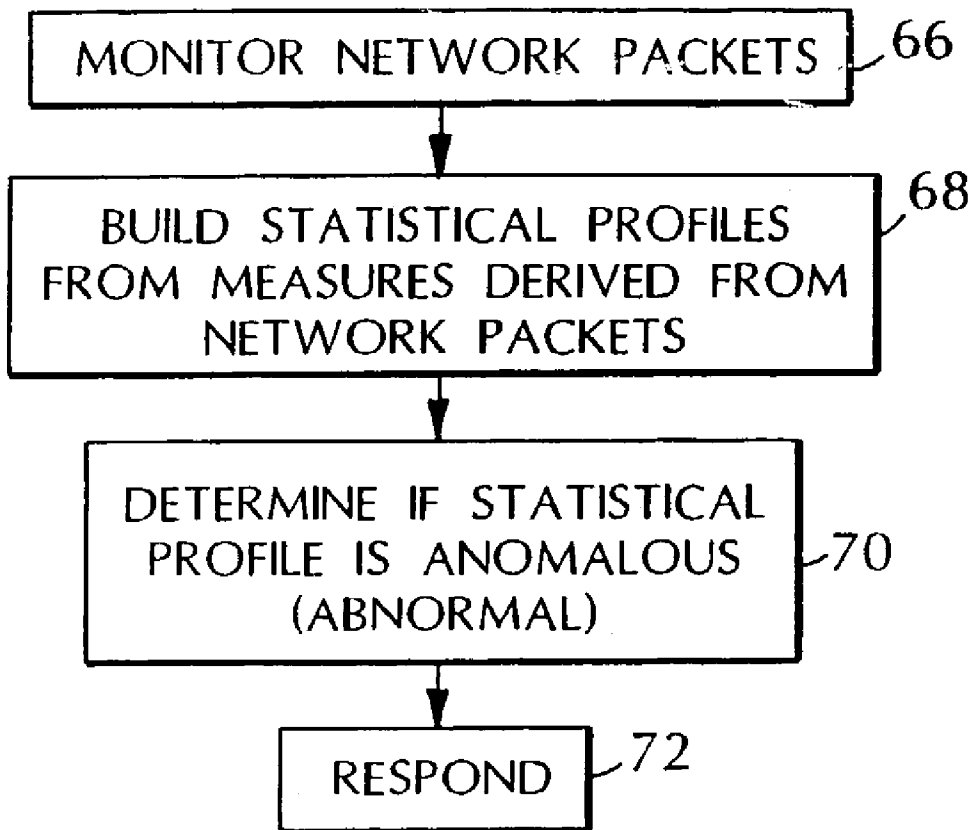 MONITOR NETWORK PACKETS
66
BUILD STATISTICAL PROFILES
FROM MEASURES DERIVED FROM
NETWORK PACKETS
68
DETERMINE IF STATISTICAL
PROFILE IS ANOMALOUS
(ABNORMAL)
70
RESPOND
72